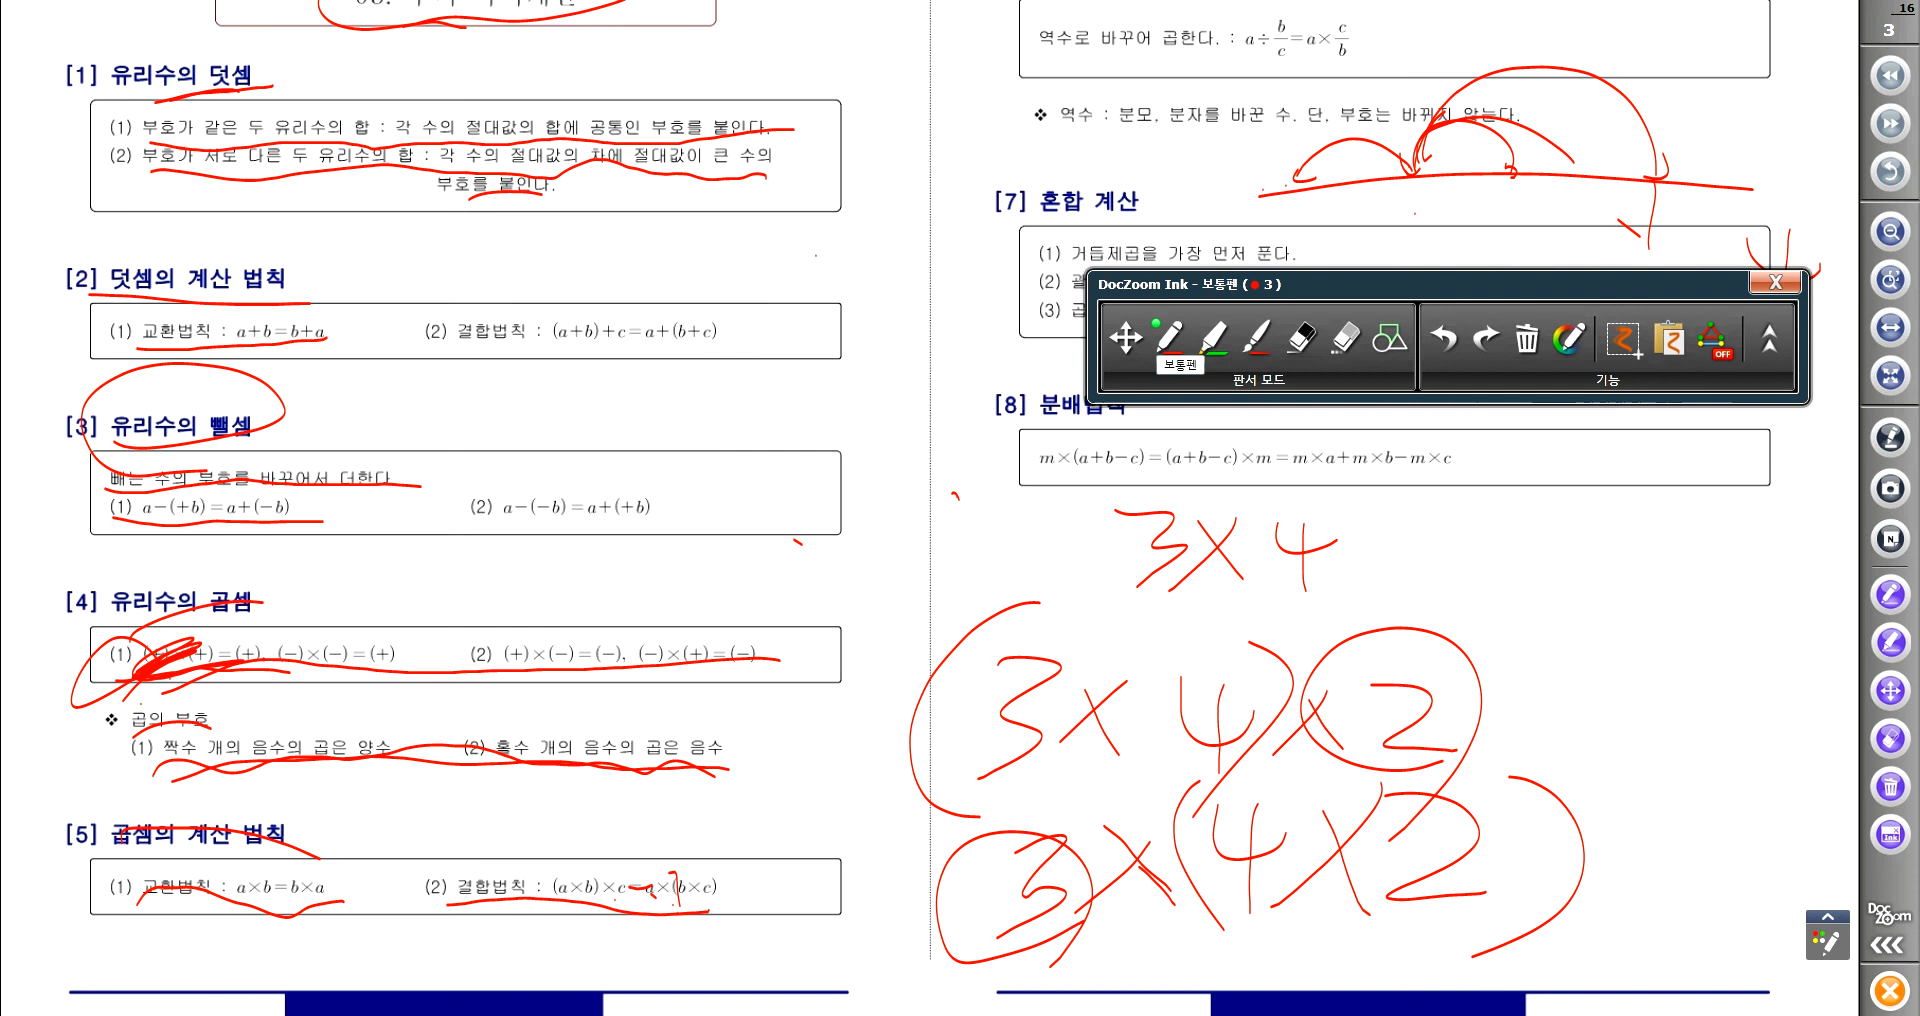 [1] 유리수의 덧셈
(1) 부호가 같은 두 유리수의 합 : 각 수의 절대값의 합에 공통인 부호를 붙인다.
(2) 부호가 서로 다른 두 유리수의 합 : 각 수의 절대값의 차에 절대값이 큰 수의
부호를 붙인다.
[2] 덧셈의 계산 법칙
(1) 교환법칙 : a+b=b+a (2) 결합법칙 : (a+b)+c=a+(b+c)
[3] 유리수의 뺄셈
빼는 수의 부호를 바꾸어서 더한다
(1) a-(+b)=a+(-b) (2) a-(-b)=a+(+b)
[4] 유리수의 곱셈
(1) (+)=(+), (-)×(-)=(+) (2) (+)×(-)=(-), (-)×(+)=(-)
❖ 곱의 부호
(1) 짝수 개의 음수의 곱은 양수 (2) 홀수 개의 음수의 곱은 음수
[5] 곱셈의 계산 법칙
(1) 교환법칙 : a×b=b×a (2) 결합법칙 : (a×b)×c=a×(b×c)
역수로 바꾸어 곱한다. : a÷b/c=a×c/b
❖ 역수 : 분모, 분자를 바꾼 수. 단, 부호는 바뀌지 않는다.
[7] 혼합 계산
(1) 거듭제곱을 가장 먼저 푼다.
(2)
(3)
DocZoom Ink - 보통펜 ( 3 )
X
OFF
보통펜
판서 모드
기능
[8] 분배법칙
m×(a+b-c)=(a+b-c)×m=m×a+m×b-m×c
3×4
(3×4)×2
3×(4×2)
16
3
N
Ink
DocZoom